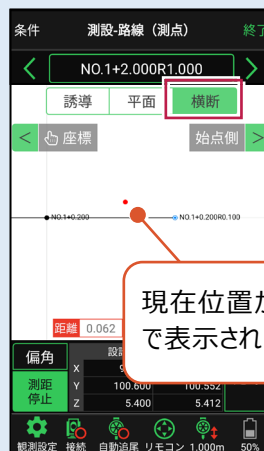 条件 測設-路線（測点） 終了
NO.1+2.000R1.000
誘導 平面 横断
< 座標 始点側 >
NO.1+0.200 NO.1+0.200R0.100
現在位置が
で表示され
距離 0.062
偏角
X
測距 Y 100.600 100.552
停止 Z 5.400 5.412
観測設定 接続 自動追尾 リモコン 1.000m 50%